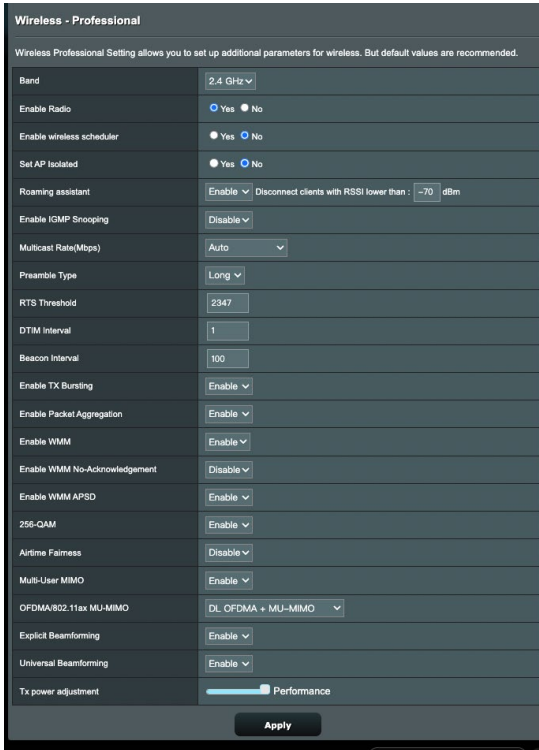 Wireless - Professional
Wireless Professional Setting allows you to set up additional parameters for wireless. But default values are recommended.
Band 2.4 GHz
Enable Radio Yes No
Enable wireless scheduler Yes No
Set AP Isolated Yes No
Roaming assistant Enable Disconnect clients with RSSI lower than : -70 dBm
Enable IGMP Snooping Disable
Multicast Rate(Mbps) Auto
Preamble Type Long
RTS Threshold 2347
DTIM Interval 1
Beacon Interval 100
Enable TX Bursting Enable
Enable Packet Aggregation Enable
Enable WMM Enable
Enable WMM No-Acknowledgement Disable
Enable WMM APSD Enable
256-QAM Enable
Airtime Fairness Disable
Multi-User MIMO Enable
OFDMA/802.11ax MU-MIMO DL OFDMA + MU-MIMO
Explicit Beamforming Enable
Universal Beamforming Enable
Tx power adjustment Performance
Apply